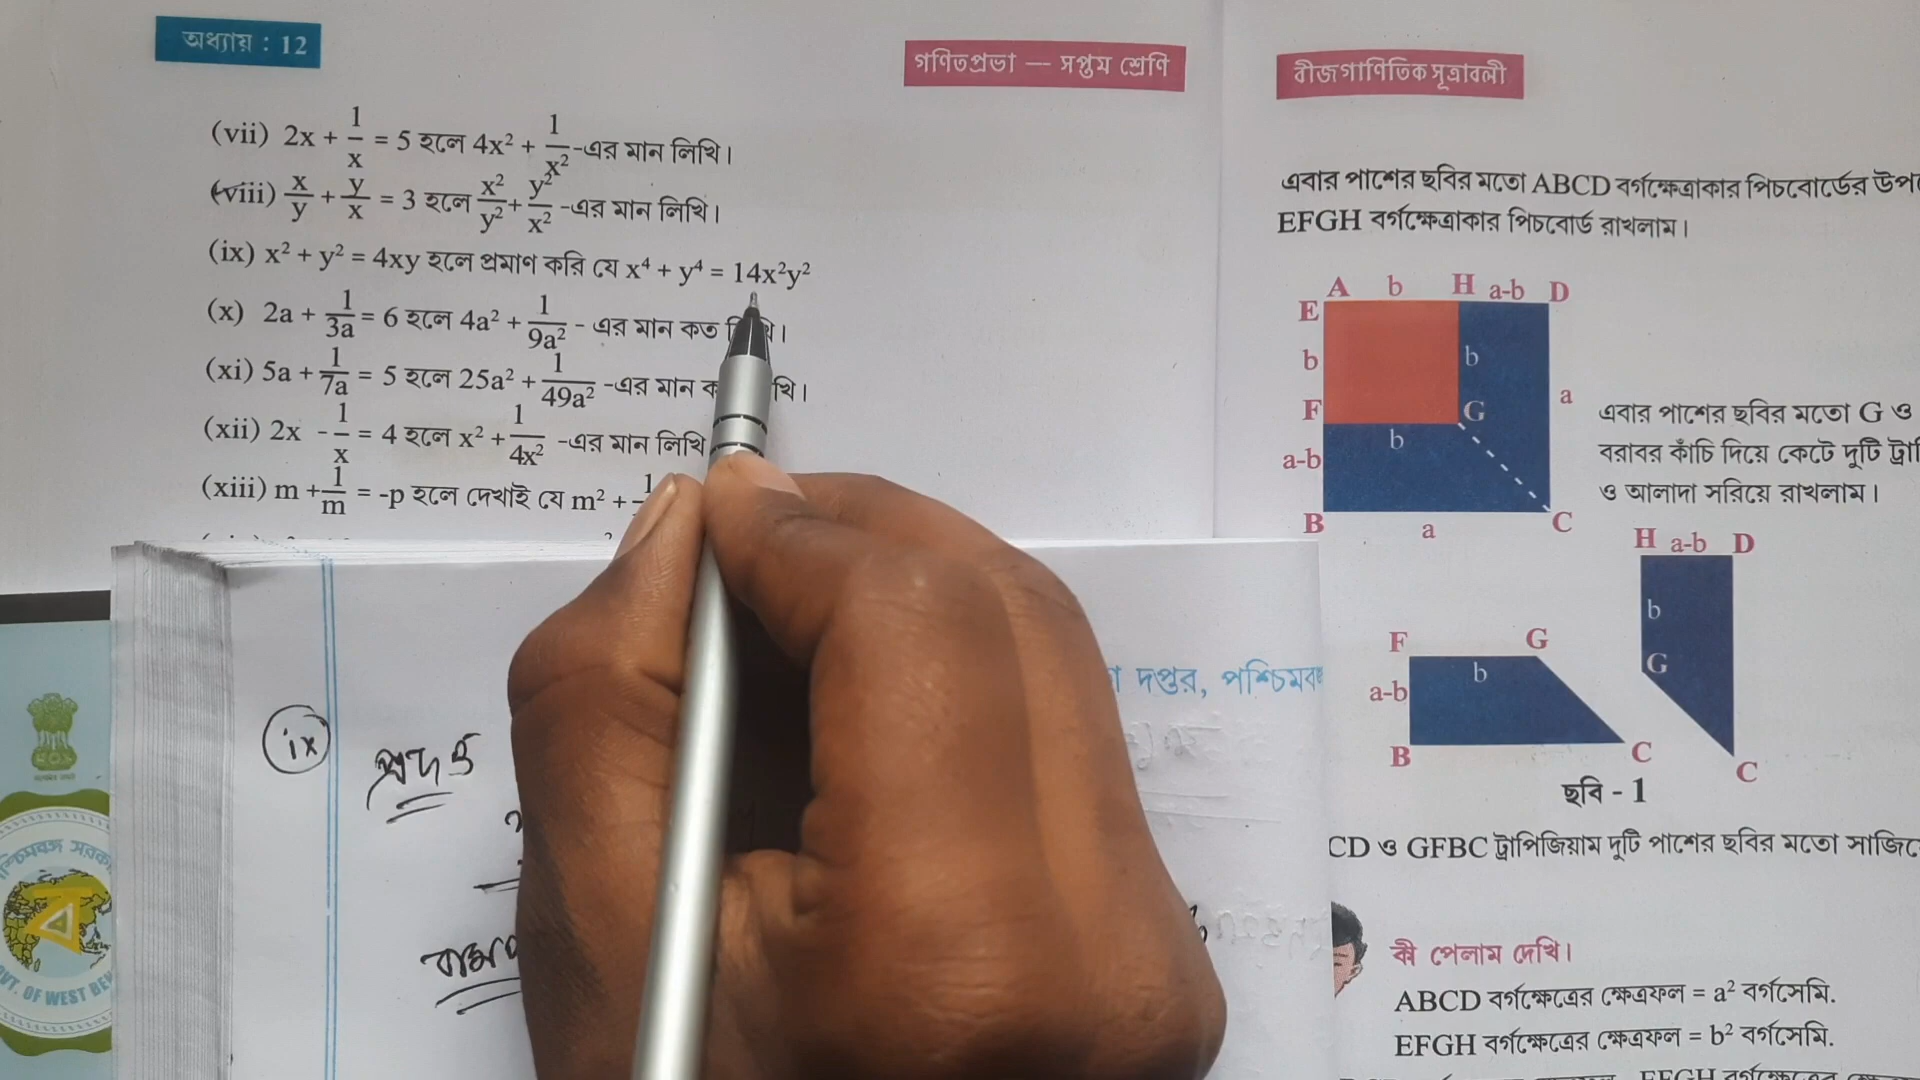 অধ্যায় : 12
গণিতপ্রভা — সপ্তম শ্রেণি
(vii) 2x + 1/x = 5 হলে 4x² + 1/x² -এর মান লিখি।
(viii) x/y + y/x = 3 হলে x²/y² + y²/x² -এর মান লিখি।
(ix) x² + y² = 4xy হলে প্রমাণ করি যে x⁴ + y⁴ = 14x²y²
(x) 2a + 1/3a = 6 হলে 4a² + 1/9a² - এর মান কত
(xi) 5a + 1/7a = 5 হলে 25a² + 1/49a² -এর মান
(xii) 2x - 1/x = 4 হলে x² + 1/4x² -এর মান লিখি
(xiii) m + 1/m = -p হলে দেখাই যে m² +
দপ্তর,
ix
প্রদত্ত
বীজগাণিতিক সূত্রাবলী
এবার পাশের ছবির মতো ABCD বর্গক্ষেত্রাকার পিচবোর্ডের
EFGH বর্গক্ষেত্রাকার পিচবোর্ড রাখলাম।
A b H a-b D
E
b b
a
F G
b
a-b
B a C
এবার পাশের ছবির মতো G ও
বরাবর কাঁচি দিয়ে কেটে দুটি
ও আলাদা সরিয়ে রাখলাম।
H a-b D
b
G
C
F G
b
a-b
B C
ছবি - 1
CD ও GFBC ট্রাপিজিয়াম দুটি পাশের ছবির মতো
কী পেলাম দেখি।
ABCD বর্গক্ষেত্রের ক্ষেত্রফল = a² বর্গসেমি.
EFGH বর্গক্ষেত্রের ক্ষেত্রফল = b² বর্গসেমি.